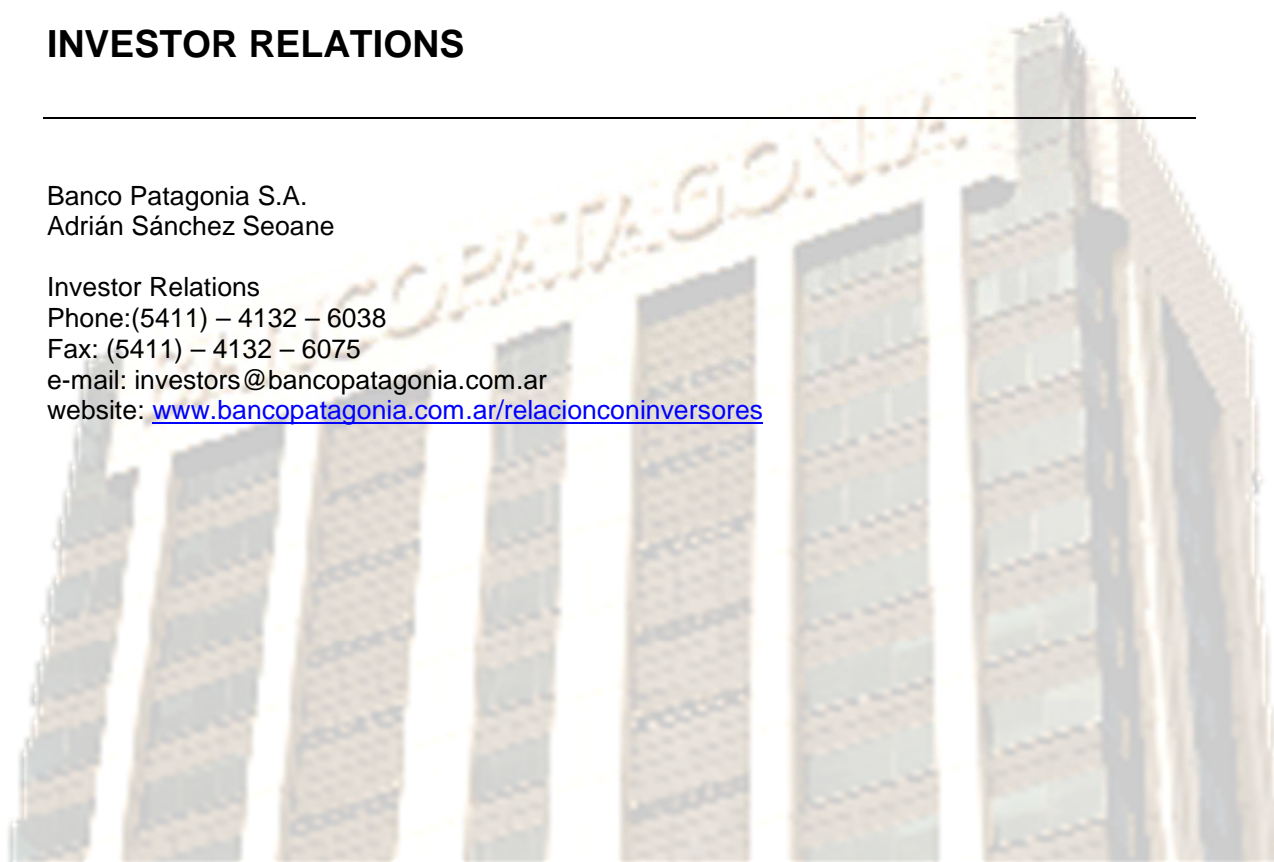 INVESTOR RELATIONS
BANCOPATAGONIA
Banco Patagonia S.A.
Adrián Sánchez Seoane
Investor Relations
Phone:(5411) – 4132 – 6038
Fax: (5411) – 4132 – 6075
e-mail: investors@bancopatagonia.com.ar
website: www.bancopatagonia.com.ar/relacionconinversores